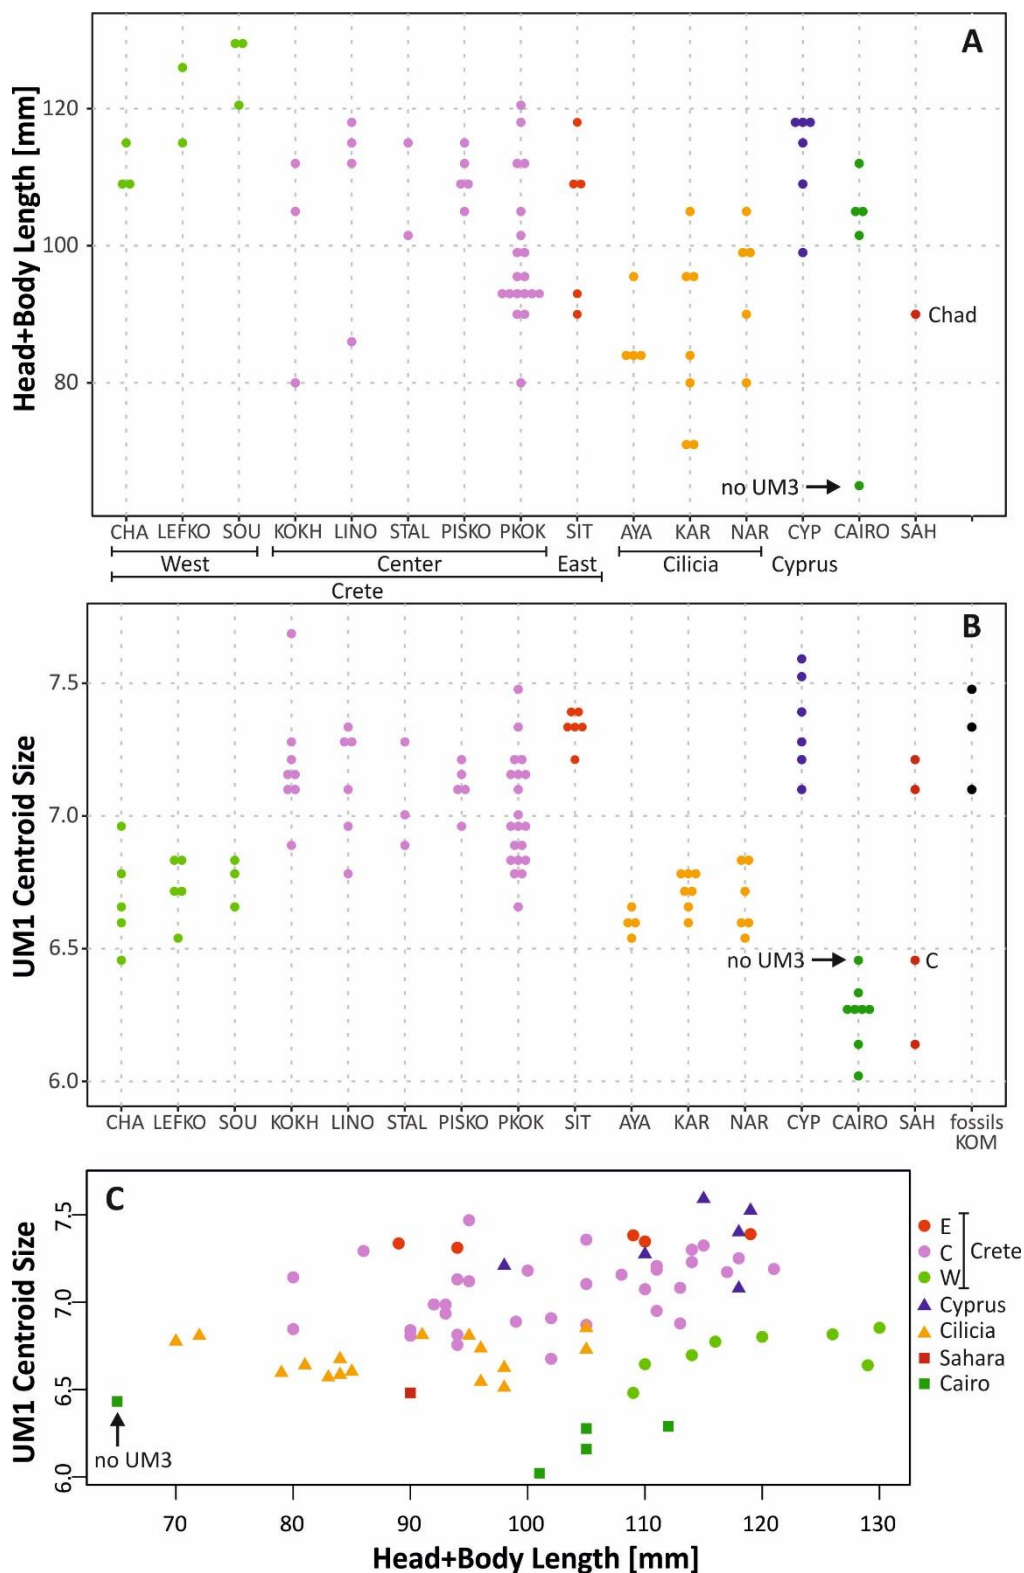 A
Head+Body Length [mm]
120
100
80
Chad
no UM3
CHA LEFKO SOU KOKH LINO STAL PISKO PKOK SIT AYA KAR NAR CYP CAIRO SAH
West Center East Cilicia Cyprus
Crete
B
UM1 Centroid Size
7.5
7.0
6.5
6.0
no UM3
C
CHA LEFKO SOU KOKH LINO STAL PISKO PKOK SIT AYA KAR NAR CYP CAIRO SAH fossils
KOM
C
UM1 Centroid Size
7.5
7.0
6.5
6.0
no UM3
70 80 90 100 110 120 130
Head+Body Length [mm]
E
C
W
Crete
Cyprus
Cilicia
Sahara
Cairo